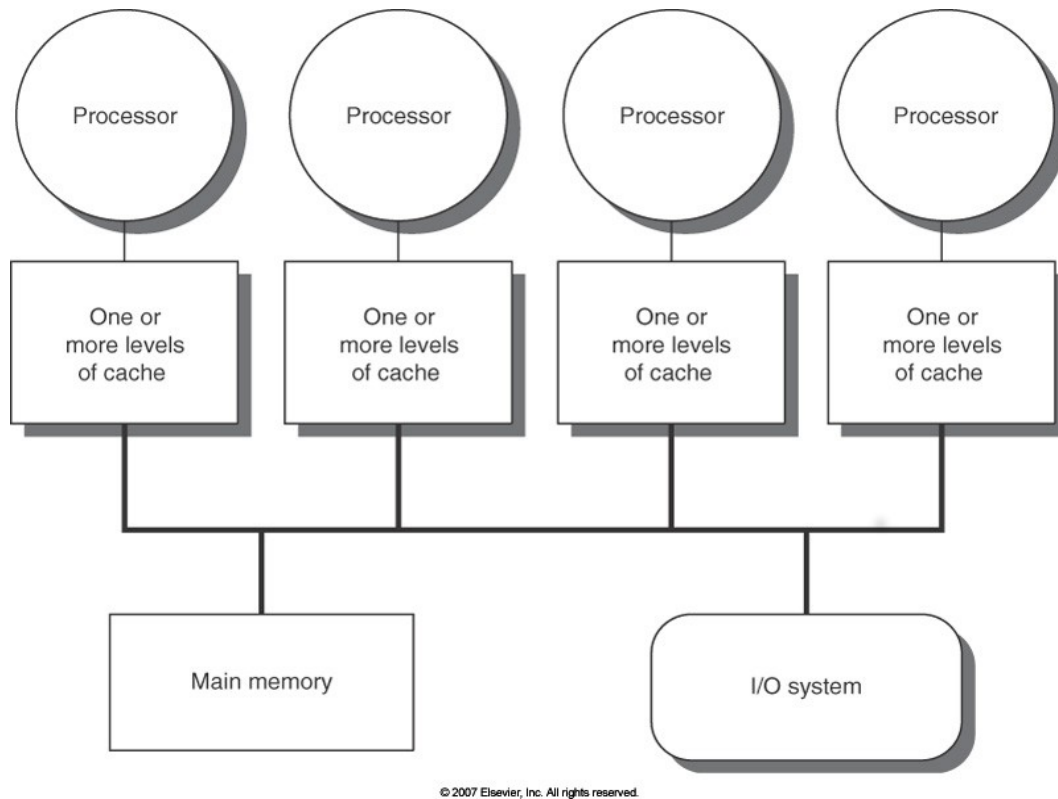 Processor
Processor
Processor
Processor
One or
more levels
of cache
One or
more levels
of cache
One or
more levels
of cache
One or
more levels
of cache
Main memory
I/O system
© 2007 Elsevier, Inc. All rights reserved.